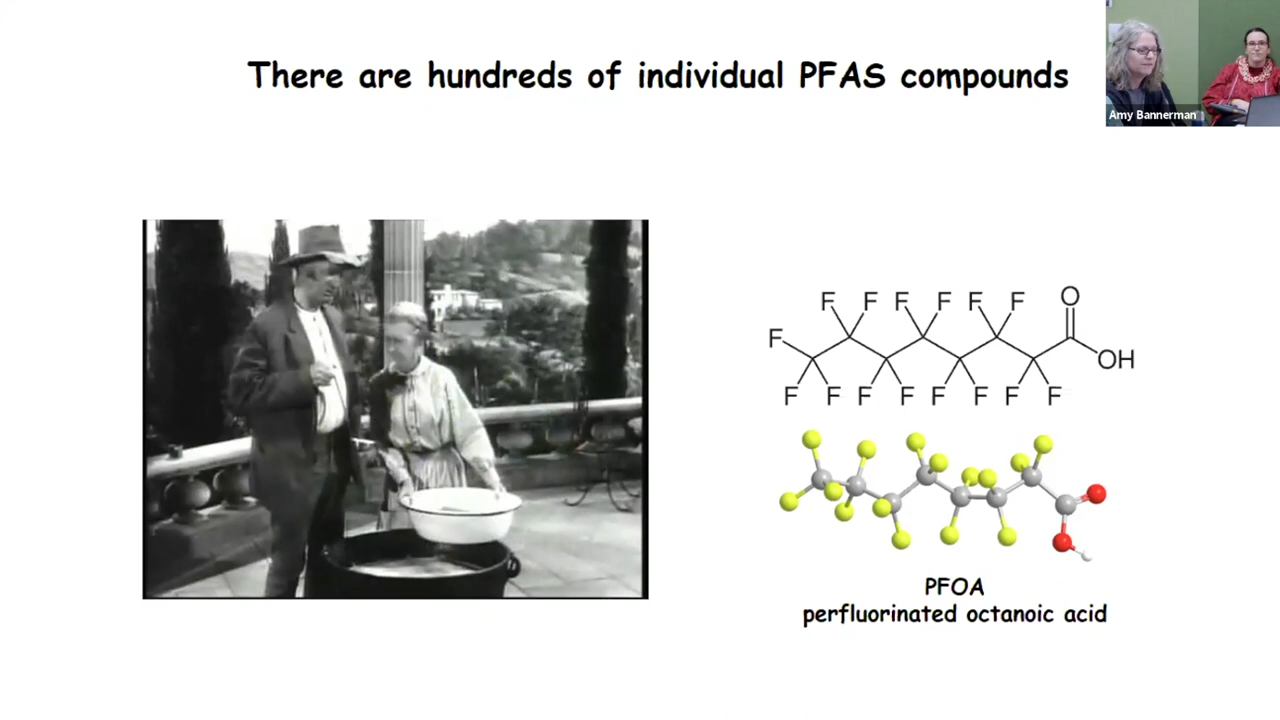 There are hundreds of individual PFAS compounds
Amy Bannerman
F F F F F F O
F
OH
F F F F F F F F
PFOA
perfluorinated octanoic acid